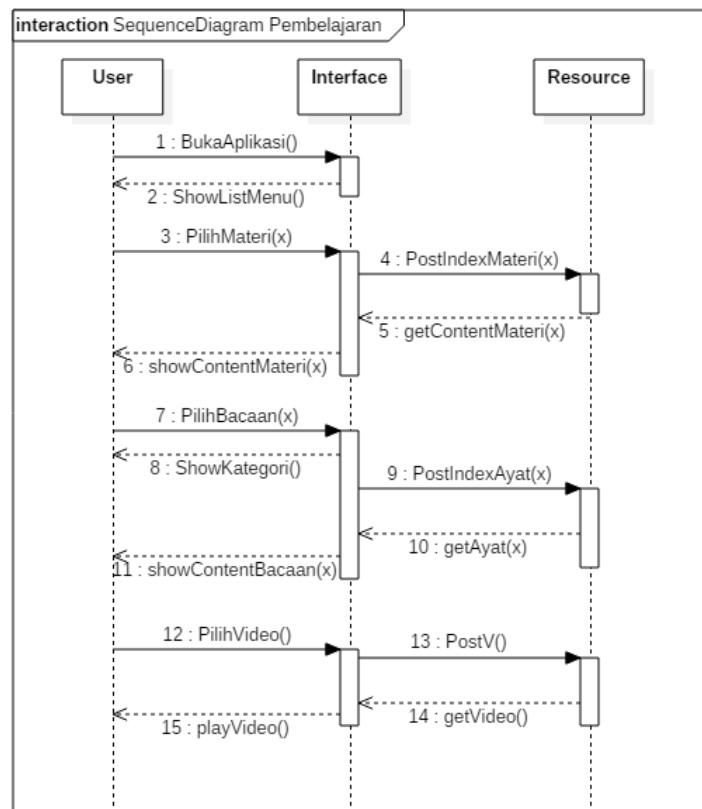 interaction SequenceDiagram Pembelajaran
User
Interface
Resource
1 : BukaAplikasi()
2 : ShowListMenu()
3 : PilihMateri(x)
4 : PostIndexMateri(x)
5 : getContentMateri(x)
6 : showContentMateri(x)
7 : PilihBacaan(x)
8 : ShowKategori()
9 : PostIndexAyat(x)
10 : getAyat(x)
11 : showContentBacaan(x)
12 : PilihVideo()
13 : PostV()
14 : getVideo()
15 : playVideo()